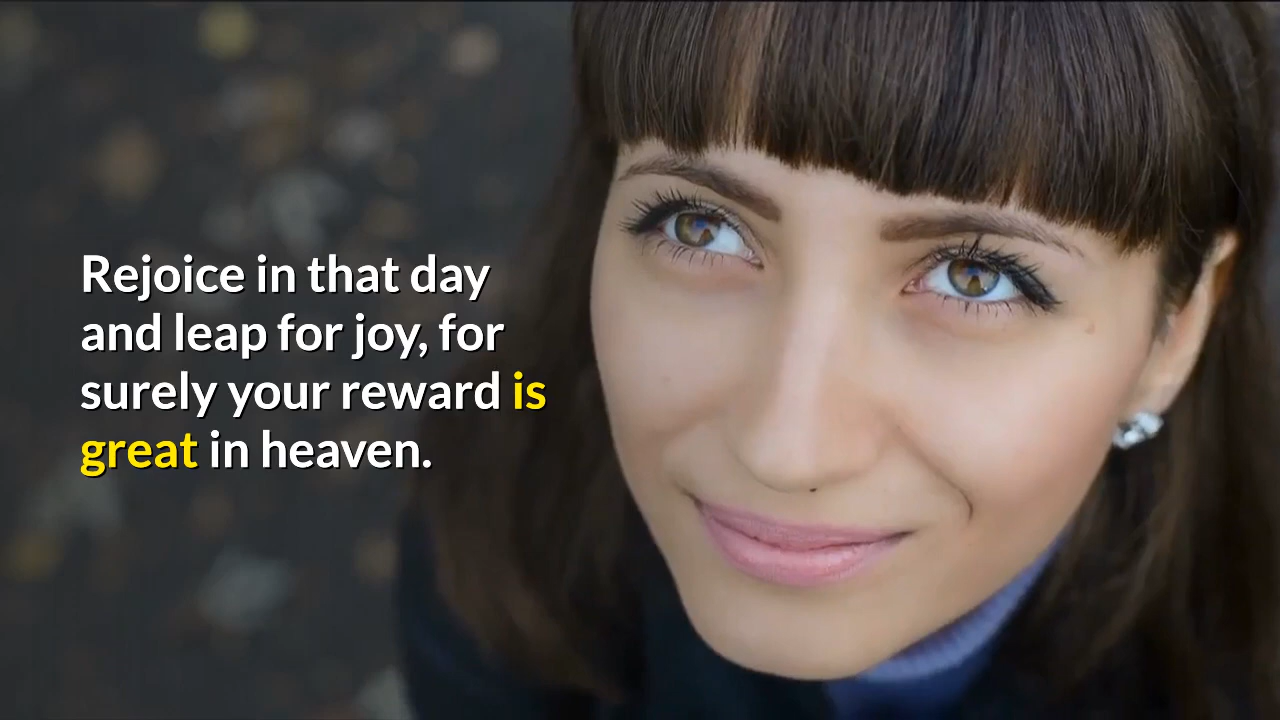 Rejoice in that day
and leap for joy, for
surely your reward is
great in heaven.